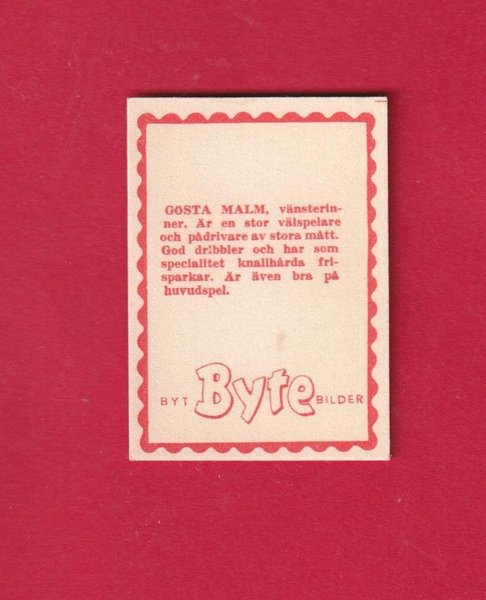 GÖSTA MALM, vänsterin-
ner. Är en stor välspelare
och pådrivare av stora mått.
God dribbler och har som
specialitet knallhårda fri-
sparkar. Är även bra på
huvudspel.
BYT Byte BILDER